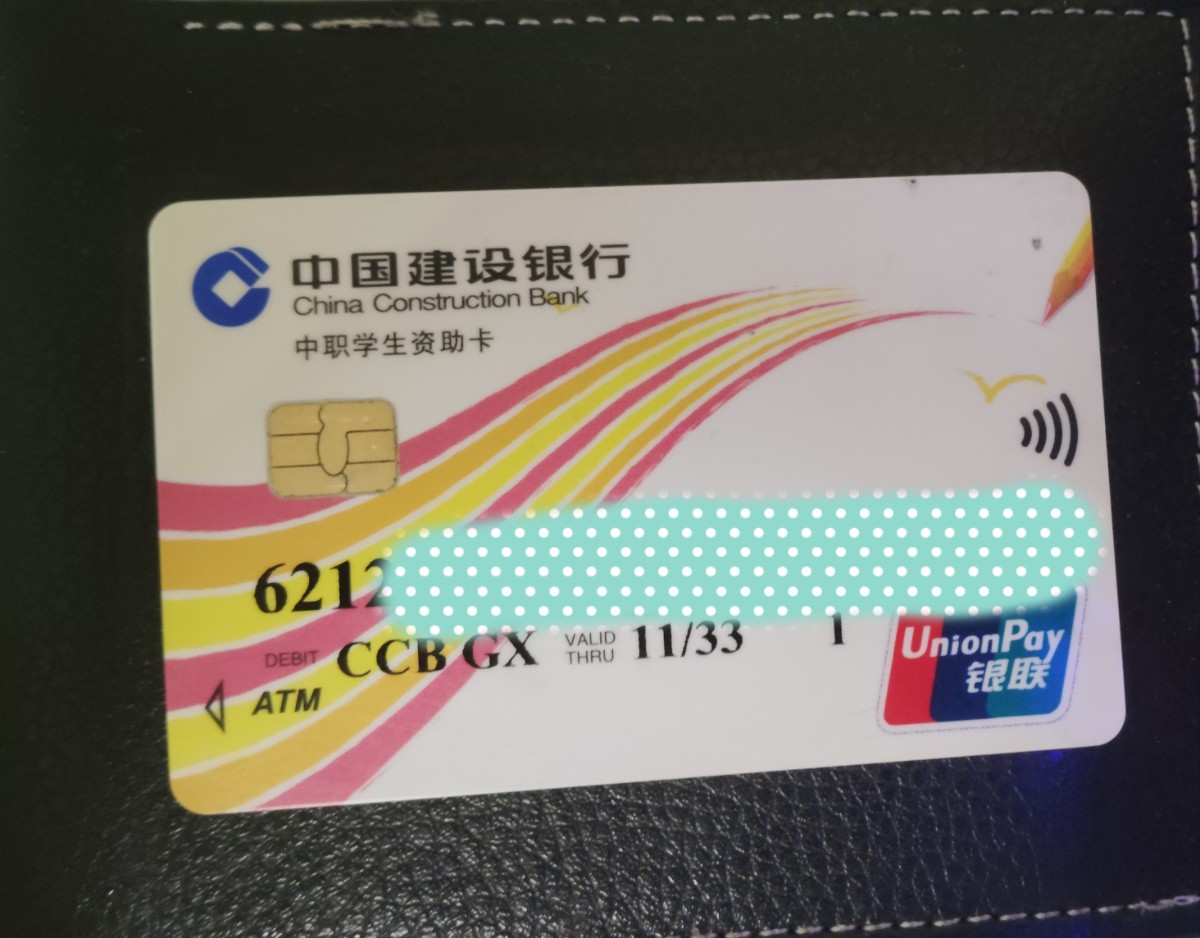 中国建设银行
China Construction Bank
中职学生资助卡
6212
DEBIT CCB GX VALID THRU 11/33 1
ATM
UnionPay
银联